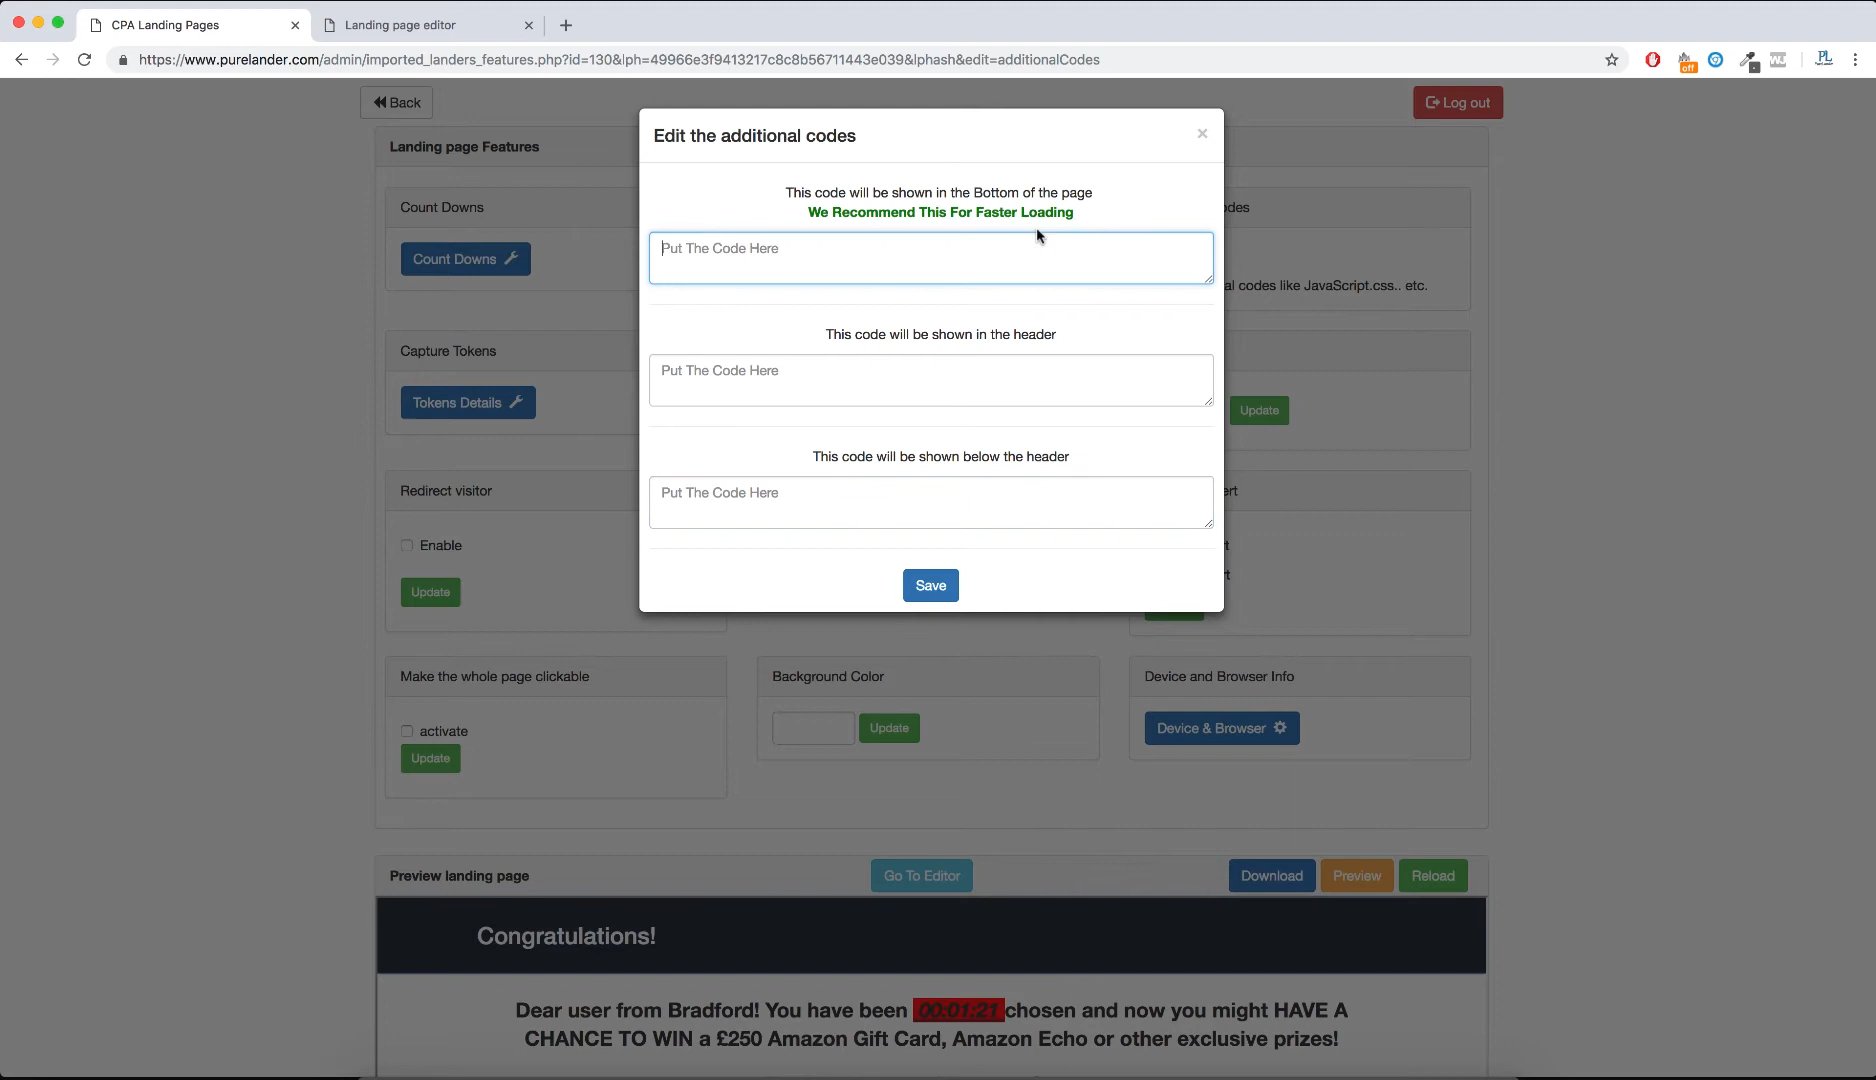 CPA Landing Pages
Landing page editor
https://www.purelander.com/admin/imported_landers_features.php?id=130&lph=49966e3f9413217c8c8b56711443e039&lphash&edit=additionalCodes
off
WJ
PL
Back
Log out
Landing page Features
Edit the additional codes
×
This code will be shown in the Bottom of the page
We Recommend This For Faster Loading
Put The Code Here
This code will be shown in the header
Put The Code Here
This code will be shown below the header
Put The Code Here
Save
Count Downs
Count Downs
des
al codes like JavaScript.css.. etc.
Capture Tokens
Tokens Details
Update
Redirect visitor
Enable
Update
ert
rt
rt
Make the whole page clickable
activate
Update
Background Color
Update
Device and Browser Info
Device & Browser
Preview landing page
Go To Editor
Download
Preview
Reload
Congratulations!
Dear user from Bradford! You have been 00:01:21 chosen and now you might HAVE A
CHANCE TO WIN a £250 Amazon Gift Card, Amazon Echo or other exclusive prizes!